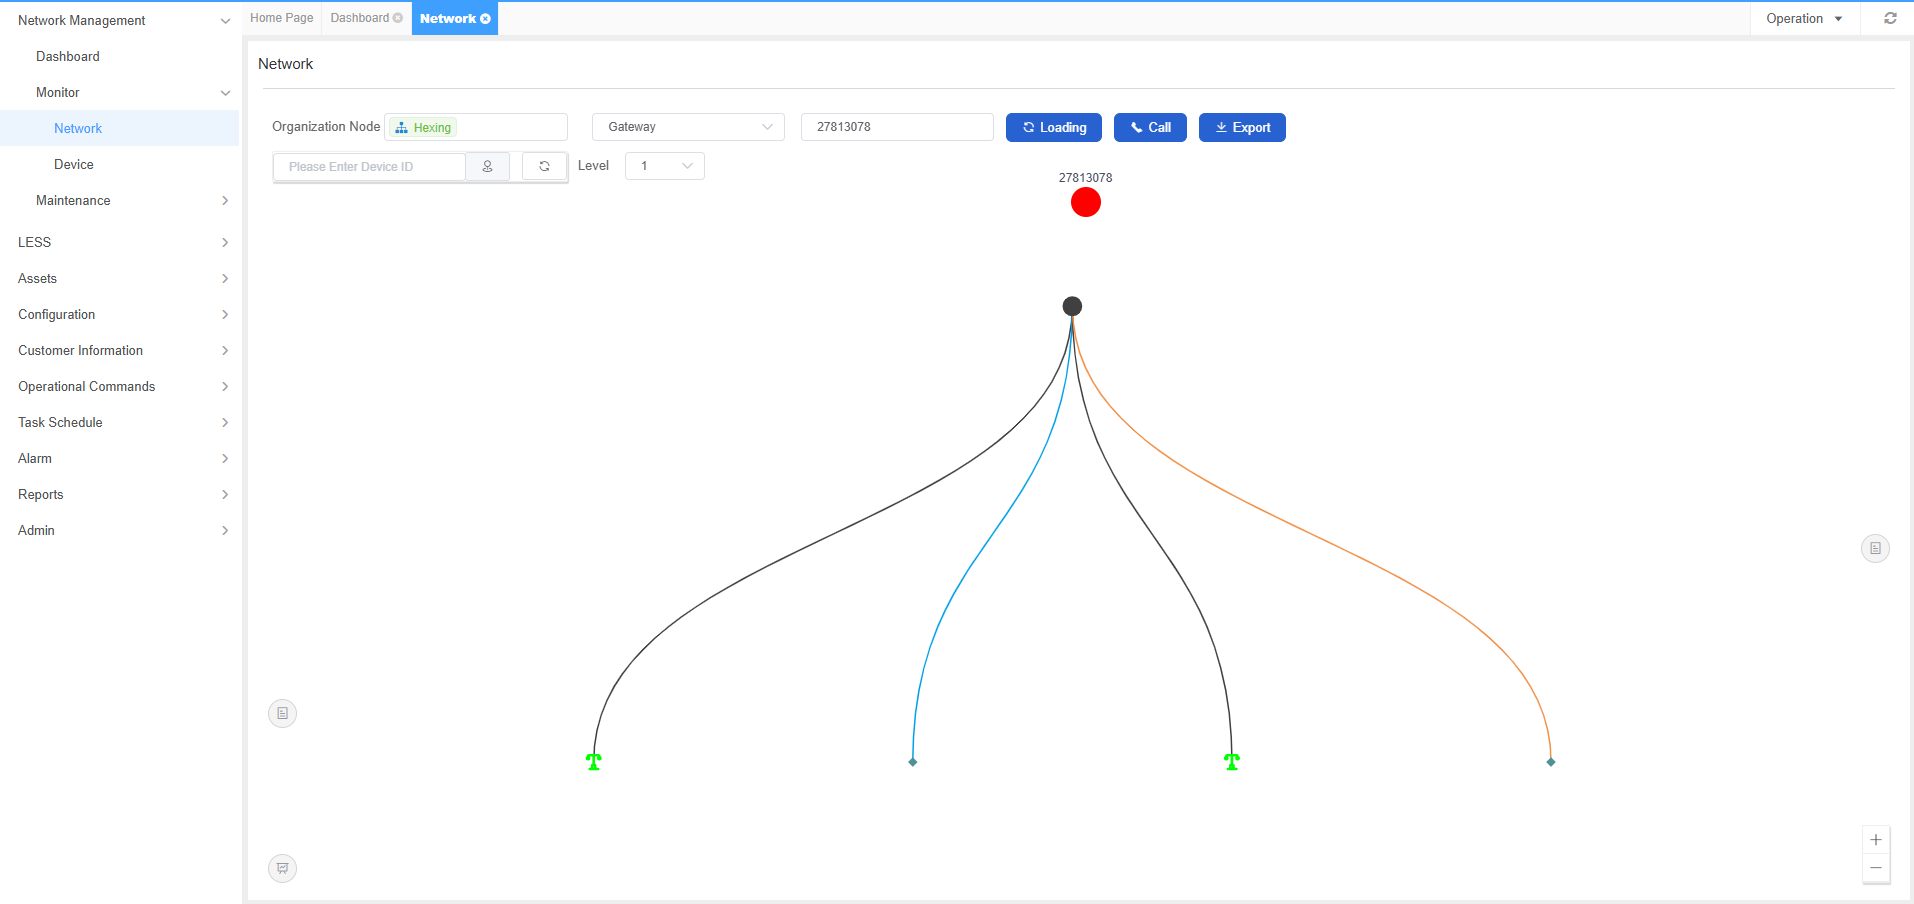 Network Management
Dashboard
Monitor
Network
Device
Maintenance
LESS
Assets
Configuration
Customer Information
Operational Commands
Task Schedule
Alarm
Reports
Admin
Home Page
Dashboard
Network
Operation
Network
Organization Node
Hexing
Gateway
27813078
Loading
Call
Export
Please Enter Device ID
Level
1
27813078